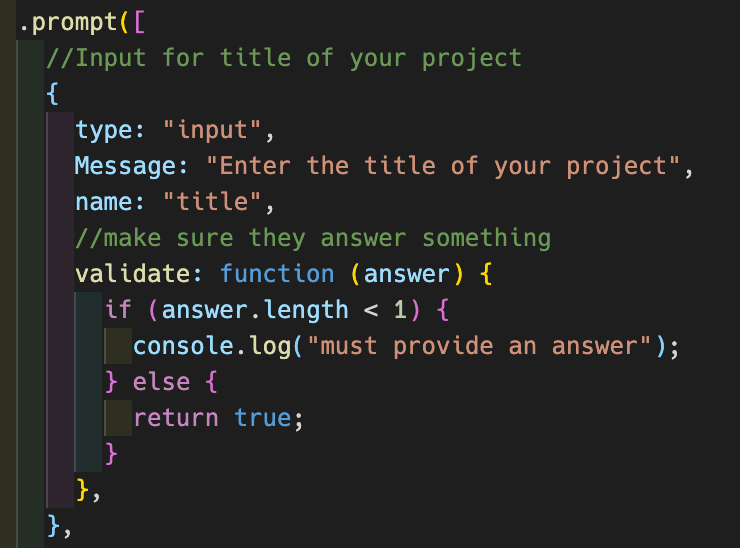 .prompt([
//Input for title of your project
{
type: "input",
Message: "Enter the title of your project",
name: "title",
//make sure they answer something
validate: function (answer) {
if (answer.length < 1) {
console.log("must provide an answer");
} else {
return true;
}
},
},